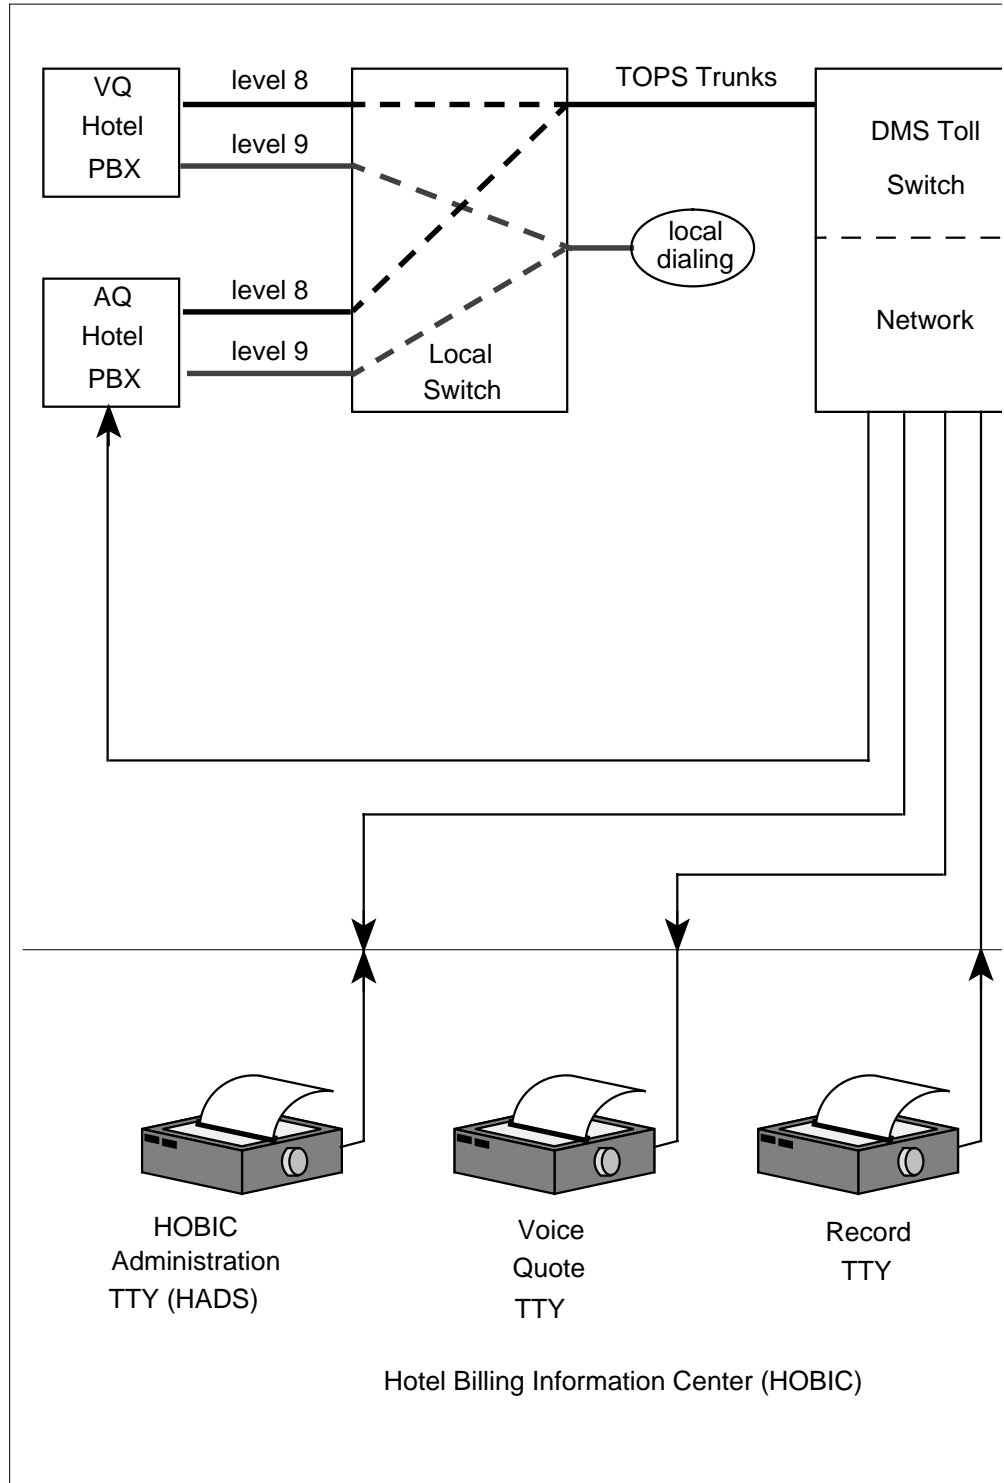 VQ
Hotel
PBX
level 8
level 9
TOPS Trunks
DMS Toll
Switch
Network
local
dialing
AQ
Hotel
PBX
level 8
level 9
Local
Switch
HOBIC
Administration
TTY (HADS)
Voice
Quote
TTY
Record
TTY
Hotel Billing Information Center (HOBIC)